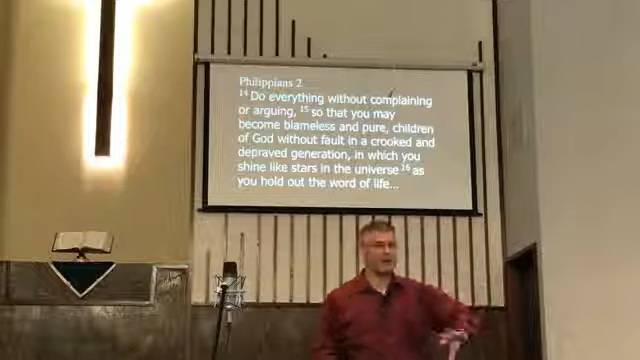 Philippians 2
14 Do everything without complaining
or arguing, 15 so that you may
become blameless and pure, children
of God without fault in a crooked and
depraved generation, in which you
shine like stars in the universe 16 as
you hold out the word of life...